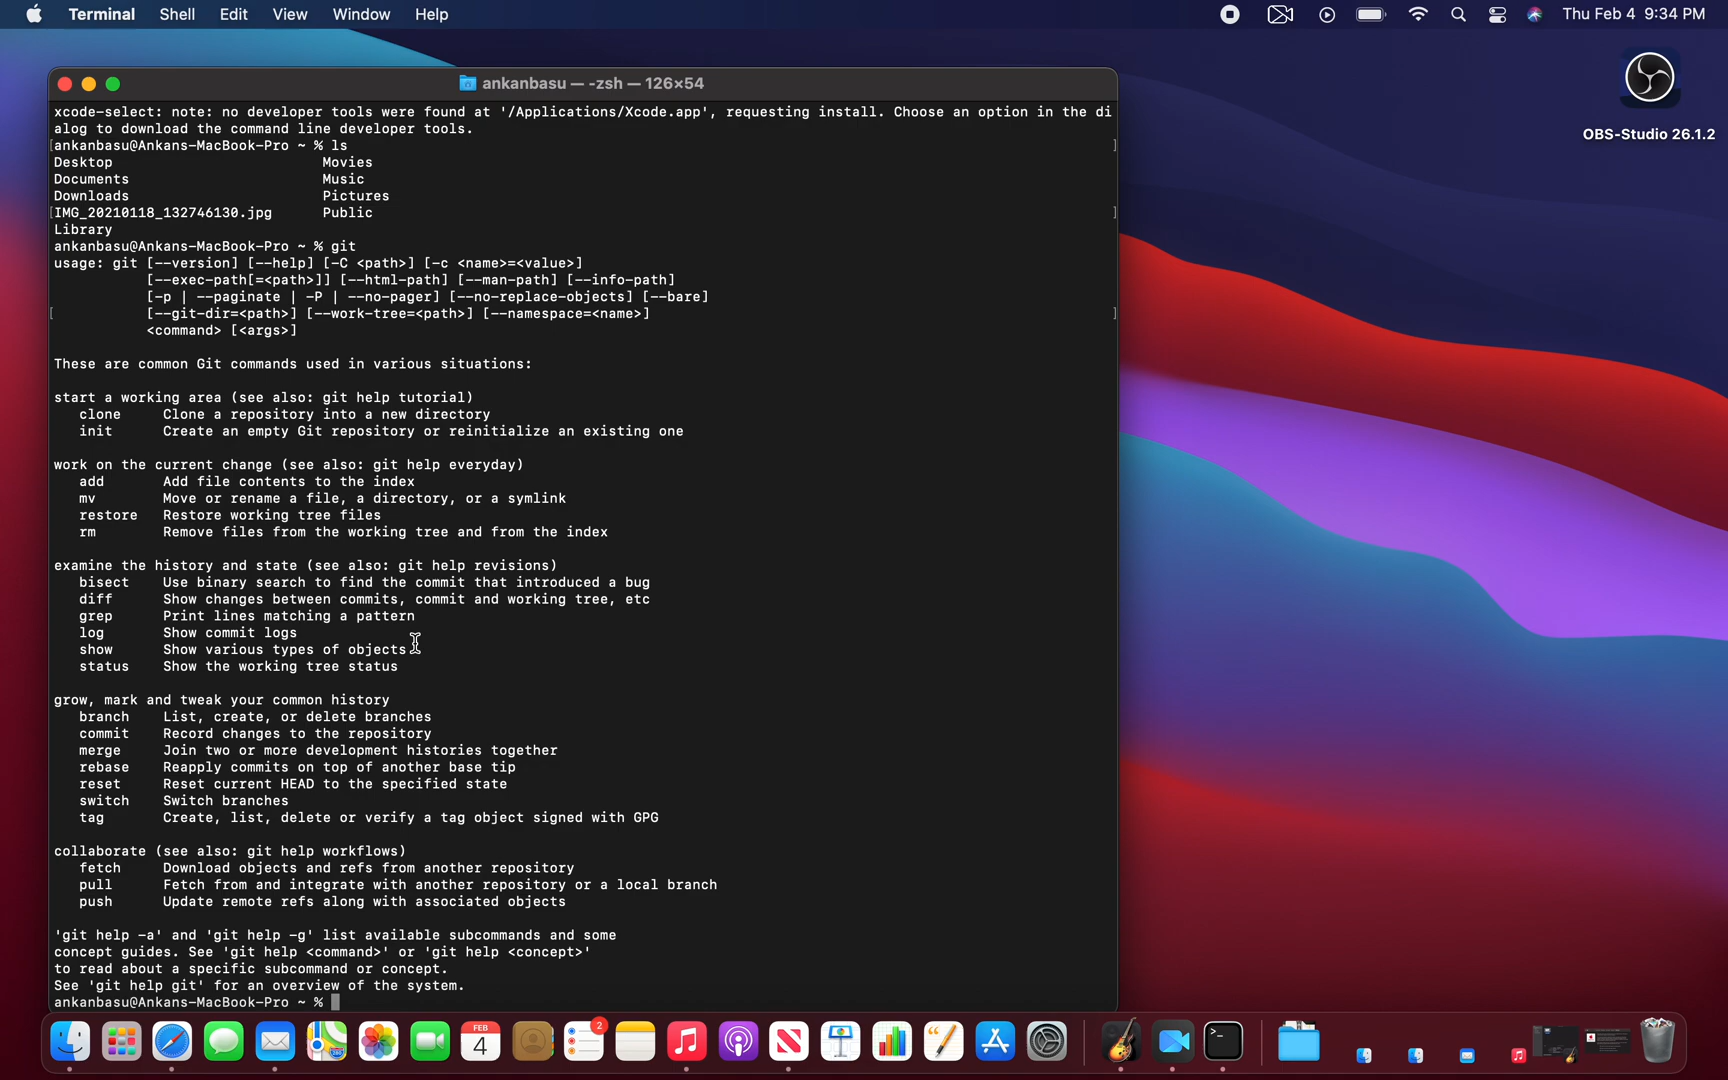 Terminal Shell Edit View Window Help Thu Feb 4 9:34 PM
OBS-Studio 26.1.2
ankanbasu — -zsh — 126×54
xcode-select: note: no developer tools were found at '/Applications/Xcode.app', requesting install. Choose an option in the di
alog to download the command line developer tools.
[ankanbasu@Ankans-MacBook-Pro ~ % ls ]
Desktop Movies
Documents Music
Downloads Pictures
[IMG_20210118_132746130.jpg Public ]
Library
ankanbasu@Ankans-MacBook-Pro ~ % git
usage: git [--version] [--help] [-C <path>] [-c <name>=<value>]
[--exec-path[=<path>]] [--html-path] [--man-path] [--info-path]
[-p | --paginate | -P | --no-pager] [--no-replace-objects] [--bare]
[ [--git-dir=<path>] [--work-tree=<path>] [--namespace=<name>] ]
<command> [<args>]
These are common Git commands used in various situations:
start a working area (see also: git help tutorial)
clone Clone a repository into a new directory
init Create an empty Git repository or reinitialize an existing one
work on the current change (see also: git help everyday)
add Add file contents to the index
mv Move or rename a file, a directory, or a symlink
restore Restore working tree files
rm Remove files from the working tree and from the index
examine the history and state (see also: git help revisions)
bisect Use binary search to find the commit that introduced a bug
diff Show changes between commits, commit and working tree, etc
grep Print lines matching a pattern
log Show commit logs
show Show various types of objects
status Show the working tree status
grow, mark and tweak your common history
branch List, create, or delete branches
commit Record changes to the repository
merge Join two or more development histories together
rebase Reapply commits on top of another base tip
reset Reset current HEAD to the specified state
switch Switch branches
tag Create, list, delete or verify a tag object signed with GPG
collaborate (see also: git help workflows)
fetch Download objects and refs from another repository
pull Fetch from and integrate with another repository or a local branch
push Update remote refs along with associated objects
'git help -a' and 'git help -g' list available subcommands and some
concept guides. See 'git help <command>' or 'git help <concept>'
to read about a specific subcommand or concept.
See 'git help git' for an overview of the system.
ankanbasu@Ankans-MacBook-Pro ~ %
FEB
4
2
>_